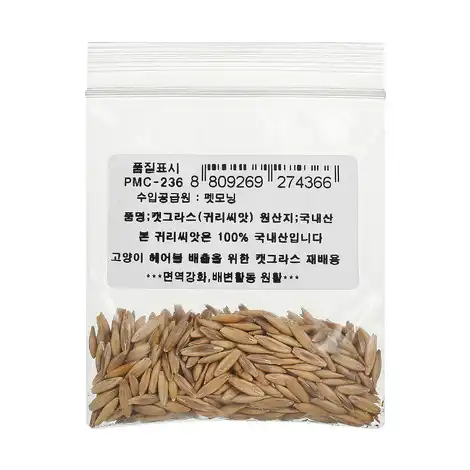 품질표시
PMC-236 8 809269 274366
수입공급원 : 펫모닝
품명;캣그라스(귀리씨앗) 원산지;국내산
본 귀리씨앗은 100% 국내산입니다
고양이 헤어볼 배출을 위한 캣그라스 재배용
***면역강화,배변활동 원활***